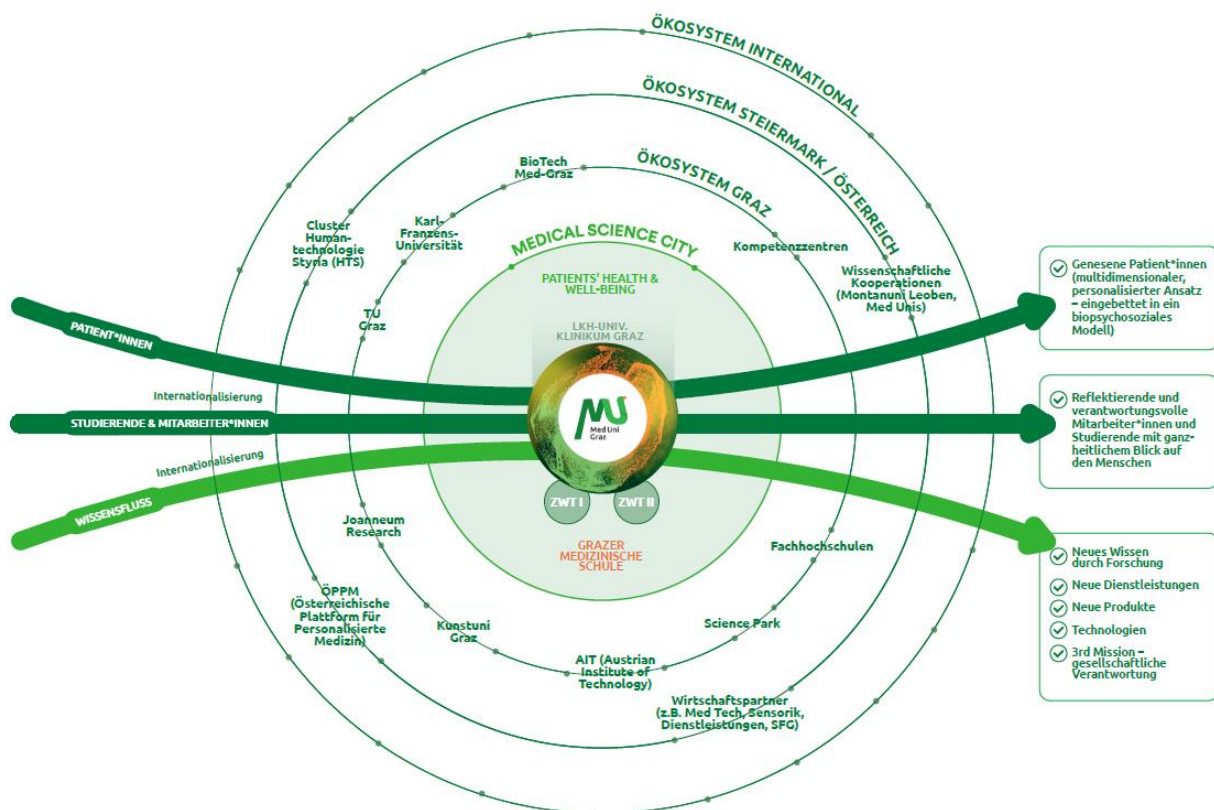 ÖKOSYSTEM INTERNATIONAL
ÖKOSYSTEM STEIERMARK / ÖSTERREICH
ÖKOSYSTEM GRAZ
MEDICAL SCIENCE CITY
BioTech
Med-Graz
Karl-
Franzens-
Universität
Cluster
Human-
technologie
Styria (HTS)
TU
Graz
Kompetenzzentren
Wissenschaftliche
Kooperationen
(Montanuni Leoben,
Med Unis)
PATIENTS' HEALTH &
WELL-BEING
LKH-UNIV.
KLINIKUM GRAZ
Med Uni
Graz
ZWT I
ZWT II
GRAZER
MEDIZINISCHE
SCHULE
PATIENT*INNEN
Internationalisierung
STUDIERENDE & MITARBEITER*INNEN
Internationalisierung
WISSENSFLUSS
Joanneum
Research
ÖPPM
(Österreichische
Plattform für
Personalisierte
Medizin)
Kunstuni
Graz
AIT (Austrian
Institute of
Technology)
Science Park
Fachhochschulen
Wirtschaftspartner
(z.B. Med Tech, Sensorik,
Dienstleistungen, SFG)
Genesene Patient*innen
(multidimensionaler,
personalisierter Ansatz
– eingebettet in ein
biopsychosoziales
Modell)
Reflektierende und
verantwortungsvolle
Mitarbeiter*innen und
Studierende mit ganz-
heitlichem Blick auf
den Menschen
Neues Wissen
durch Forschung
Neue Dienstleistungen
Neue Produkte
Technologien
3rd Mission –
gesellschaftliche
Verantwortung